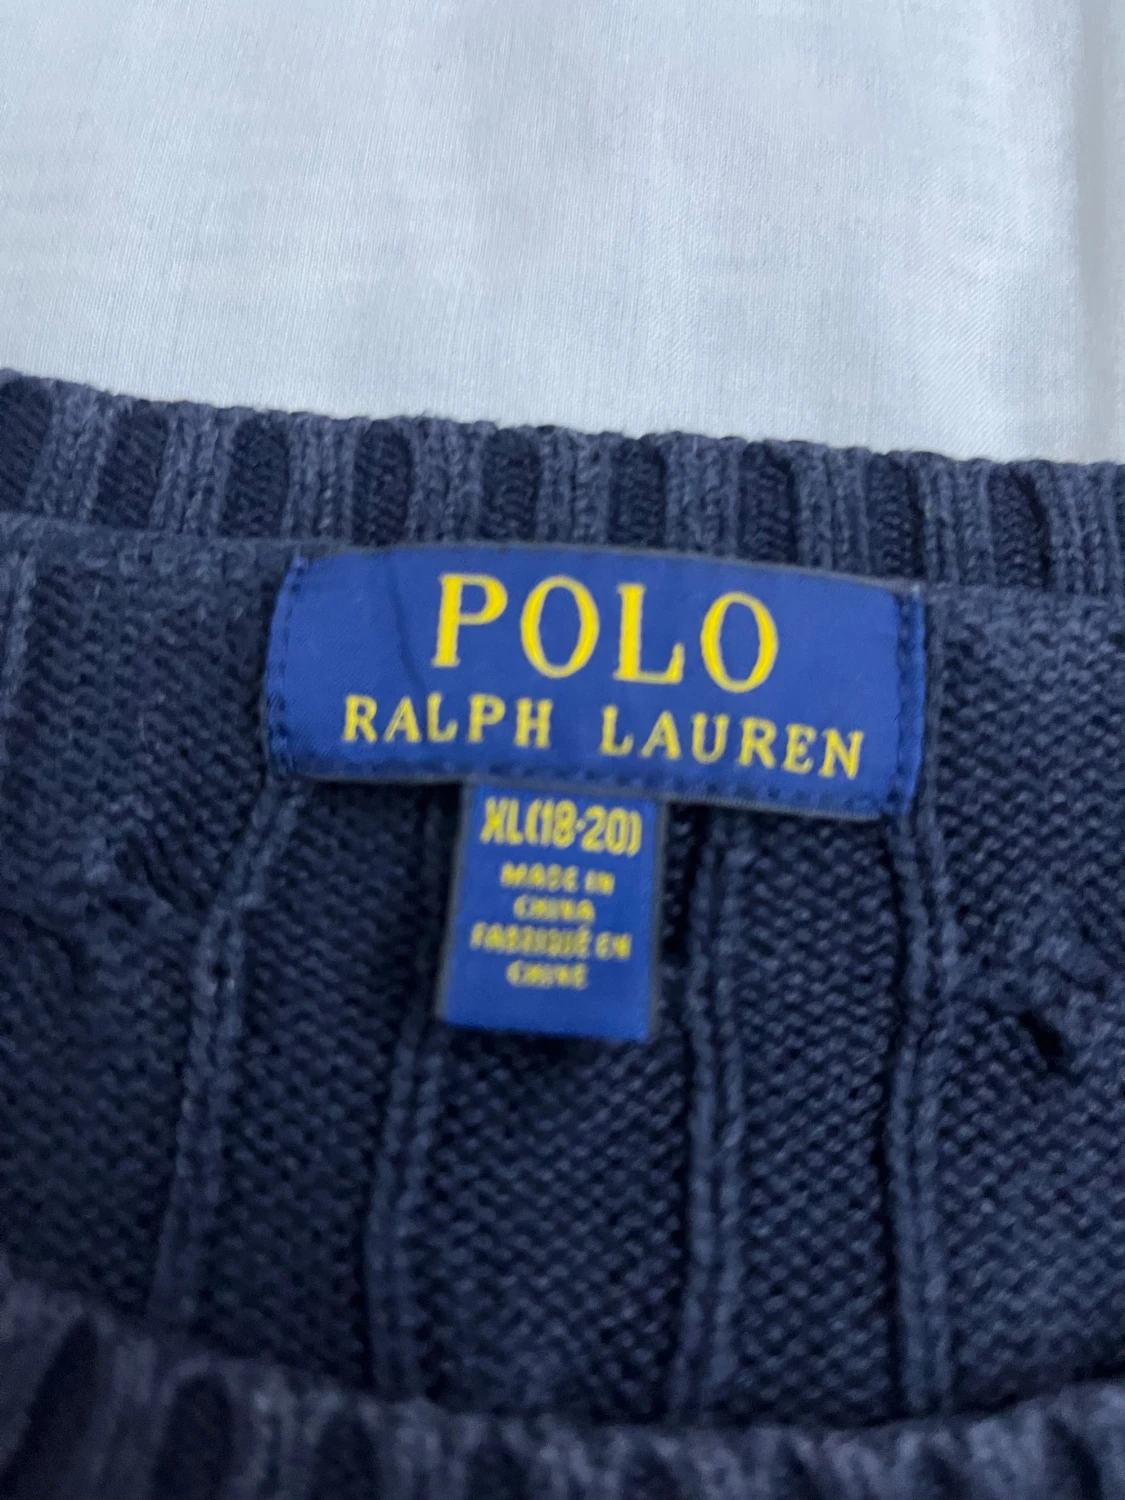 POLO
RALPH LAUREN
XL(18-20)
MADE IN
CHINA
FABRIQUÉ EN
CHINE